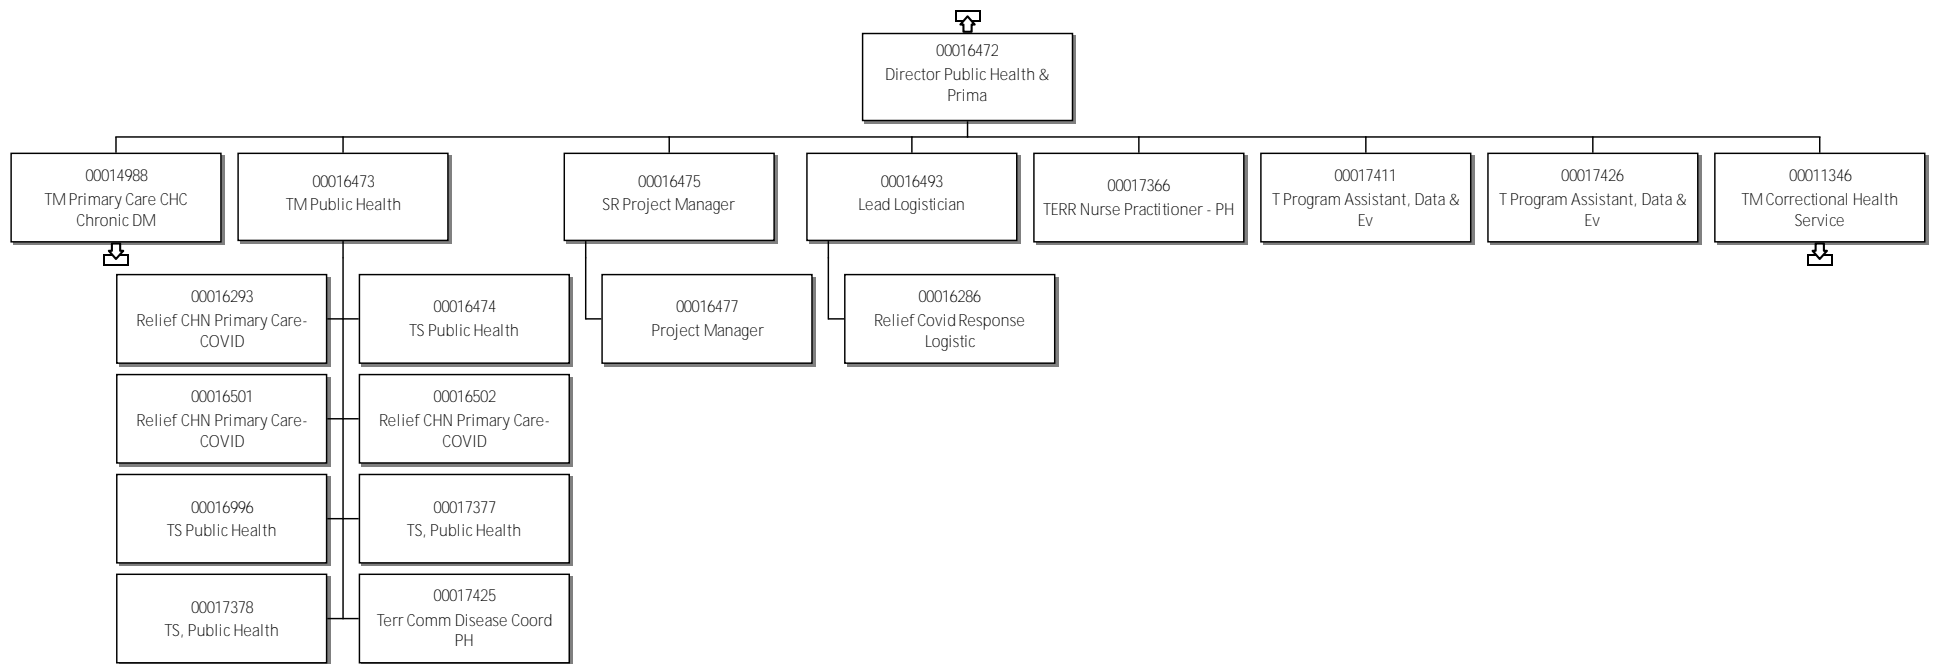 00016472
Director Public Health &
Prima
00014988
TM Primary Care CHC
Chronic DM
00016473
TM Public Health
00016475
SR Project Manager
00016493
Lead Logistician
00017366
TERR Nurse Practitioner - PH
00017411
T Program Assistant, Data &
Ev
00017426
T Program Assistant, Data &
Ev
00011346
TM Correctional Health
Service
00016293
Relief CHN Primary Care-
COVID
00016474
TS Public Health
00016477
Project Manager
00016286
Relief Covid Response
Logistic
00016501
Relief CHN Primary Care-
COVID
00016502
Relief CHN Primary Care-
COVID
00016996
TS Public Health
00017377
TS, Public Health
00017378
TS, Public Health
00017425
Terr Comm Disease Coord
PH